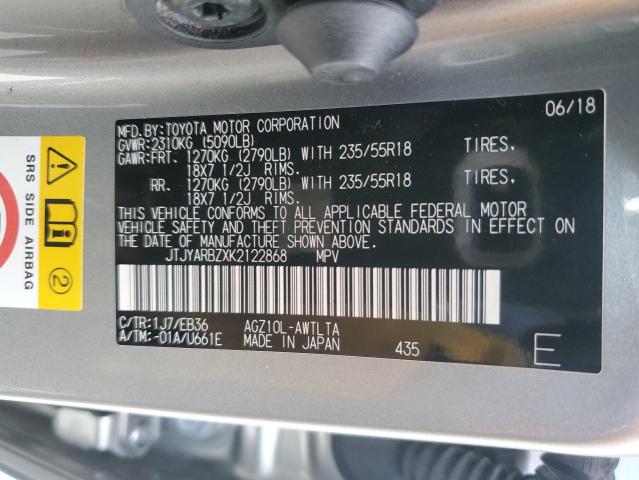 06/18
MFD.BY:TOYOTA MOTOR CORPORATION
GVWR:2310KG (5090LB)
GAWR:FRT. 1270KG (2790LB) WITH 235/55R18 TIRES,
18X7 1/2J RIMS.
RR. 1270KG (2790LB) WITH 235/55R18 TIRES,
18X7 1/2J RIMS.
THIS VEHICLE CONFORMS TO ALL APPLICABLE FEDERAL MOTOR
VEHICLE SAFETY AND THEFT PREVENTION STANDARDS IN EFFECT ON
THE DATE OF MANUFACTURE SHOWN ABOVE.
JTJYARBZXK2122868 MPV
C/TR:1J7/EB36 AGZ10L-AWTLTA
A/TM:-01A/U661E MADE IN JAPAN 435 E
SRS SIDE AIRBAG
2